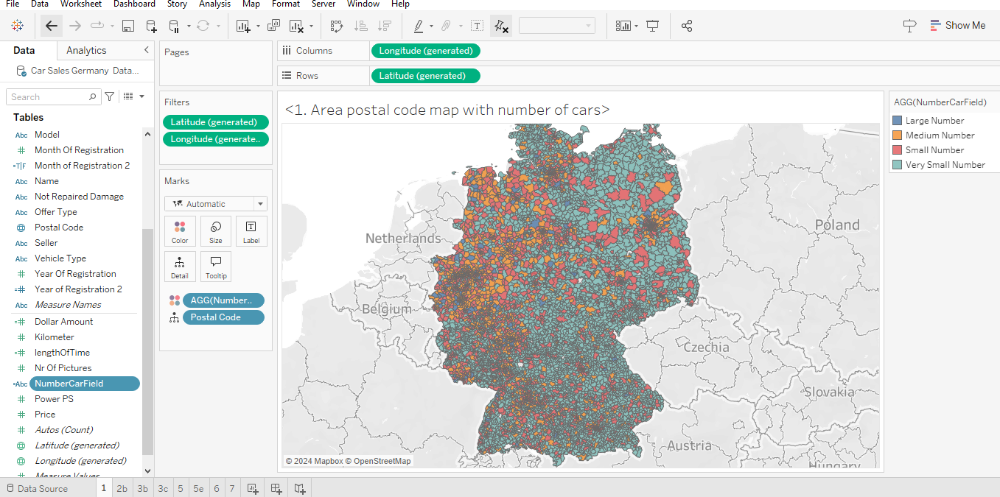 File Data Worksheet Dashboard Story Analysis Map Format Server Window Help
Show Me
Data Analytics
Car Sales Germany Data...
Search
Tables
Abc Model
Month Of Registration
=T|F Month of Registration 2
Abc Name
Abc Not Repaired Damage
Abc Offer Type
Postal Code
Abc Seller
Abc Vehicle Type
# Year Of Registration
=# Year of Registration 2
Abc Measure Names
=# Dollar Amount
# Kilometer
=# lengthOfTime
# Nr Of Pictures
=Abc NumberCarField
# Power PS
# Price
# Autos (Count)
Latitude (generated)
Longitude (generated)
# Measure Values
Pages
Filters
Latitude (generated)
Longitude (generate..
Marks
Automatic
Color Size Label
Detail Tooltip
AGG(Number..
Postal Code
Columns Longitude (generated)
Rows Latitude (generated)
<1. Area postal code map with number of cars>
Netherlands
Belgium
Poland
Czechia
Slovakia
Austria
Hungary
© 2024 Mapbox © OpenStreetMap
AGG(NumberCarField)
Large Number
Medium Number
Small Number
Very Small Number
Data Source 1 2b 3b 3c 5 5e 6 7